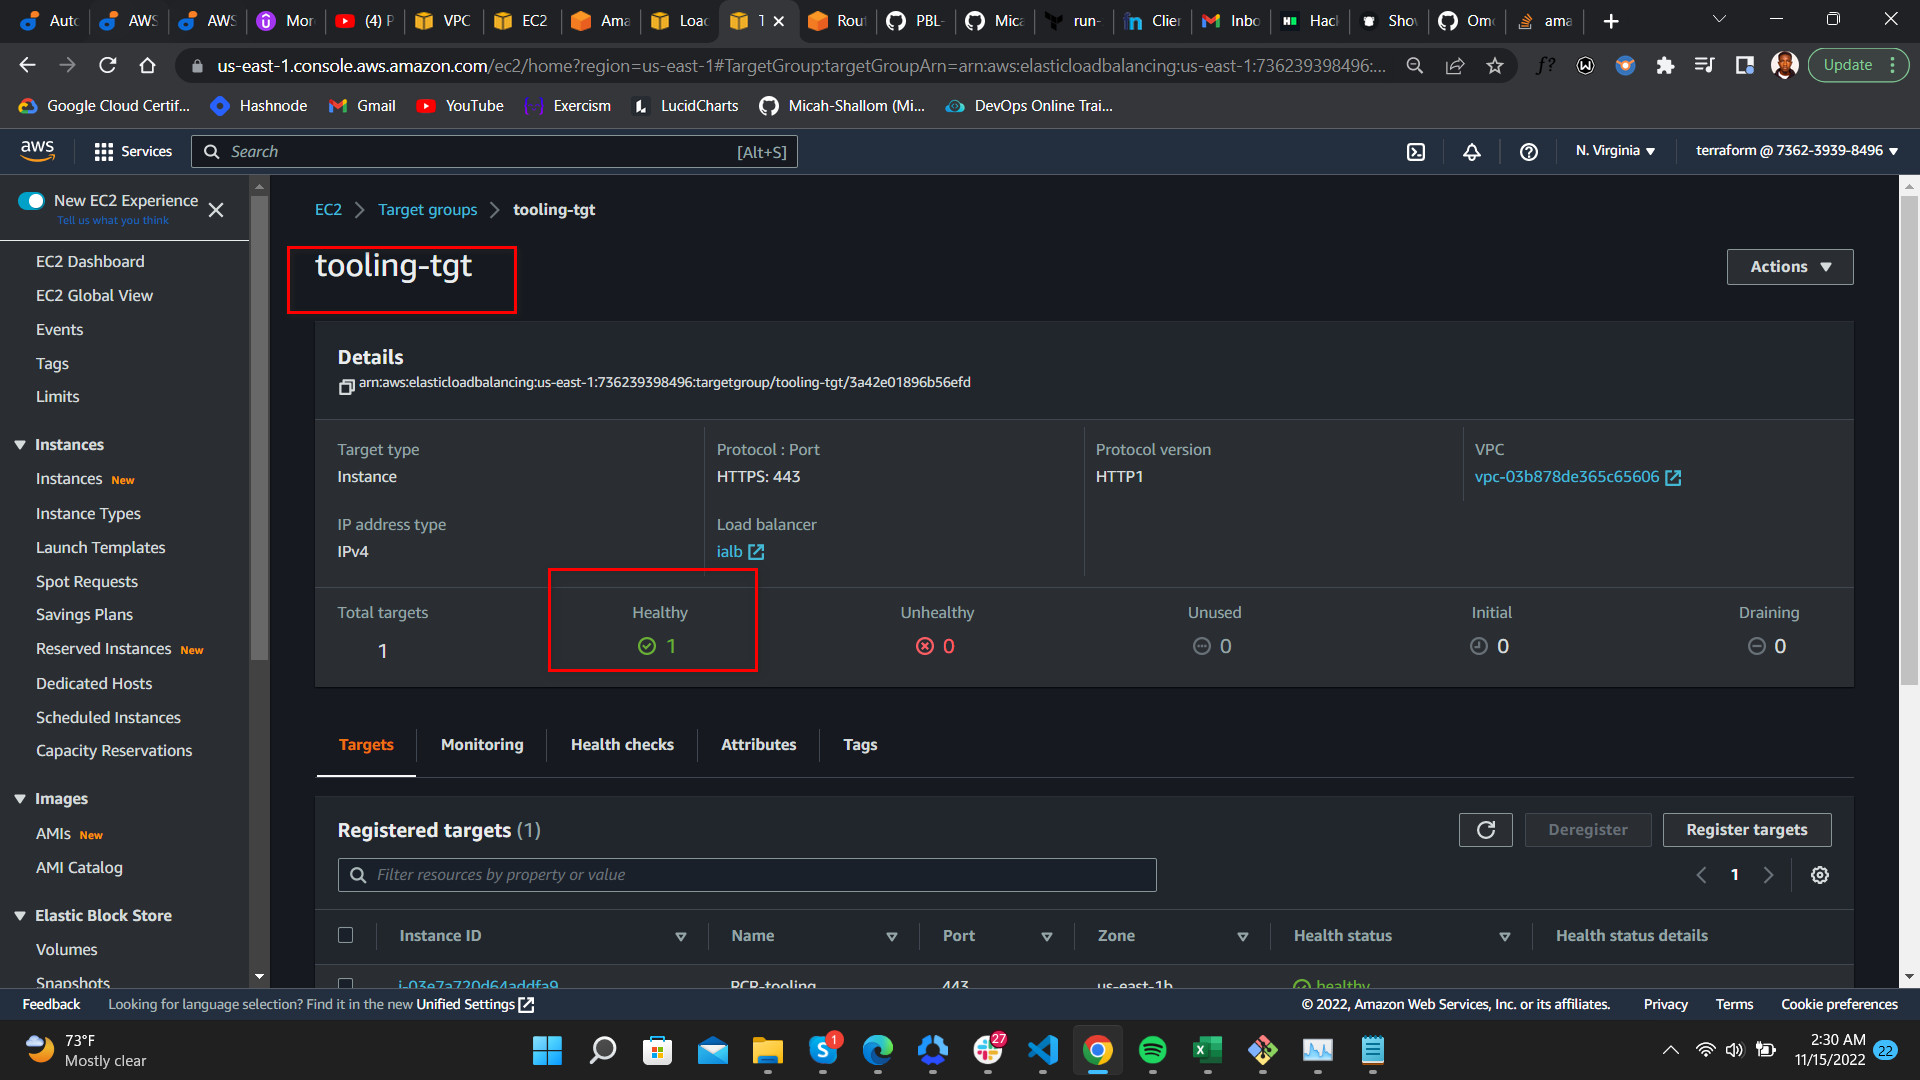 Auto
AWS
AWS
Mor
(4) P
VPC
EC2
Ama
Load
T
Rout
PBL-
Mica
run-
Clien
Inbo
Hack
Show
Omo
ama
us-east-1.console.aws.amazon.com/ec2/home?region=us-east-1#TargetGroup:targetGroupArn=arn:aws:elasticloadbalancing:us-east-1:736239398496:...
f?
Update
Google Cloud Certif...
Hashnode
Gmail
YouTube
Exercism
LucidCharts
Micah-Shallom (Mi...
DevOps Online Trai...
aws
Services
Search
[Alt+S]
N. Virginia
terraform @ 7362-3939-8496
New EC2 Experience
Tell us what you think
EC2 Dashboard
EC2 Global View
Events
Tags
Limits
Instances
Instances New
Instance Types
Launch Templates
Spot Requests
Savings Plans
Reserved Instances New
Dedicated Hosts
Scheduled Instances
Capacity Reservations
Images
AMIs New
AMI Catalog
Elastic Block Store
Volumes
Snapshots
EC2
Target groups
tooling-tgt
tooling-tgt
Actions
Details
arn:aws:elasticloadbalancing:us-east-1:736239398496:targetgroup/tooling-tgt/3a42e01896b56efd
Target type
Instance
Protocol : Port
HTTPS: 443
Protocol version
HTTP1
VPC
vpc-03b878de365c65606
IP address type
IPv4
Load balancer
ialb
Total targets
1
Healthy
1
Unhealthy
0
Unused
0
Initial
0
Draining
0
Targets
Monitoring
Health checks
Attributes
Tags
Registered targets (1)
Deregister
Register targets
Filter resources by property or value
1
Instance ID
Name
Port
Zone
Health status
Health status details
i-03e7a720d64addfa9
443
us-east-1b
healthy
Feedback
Looking for language selection? Find it in the new Unified Settings
© 2022, Amazon Web Services, Inc. or its affiliates.
Privacy
Terms
Cookie preferences
73°F
Mostly clear
1
27
2:30 AM
11/15/2022
22